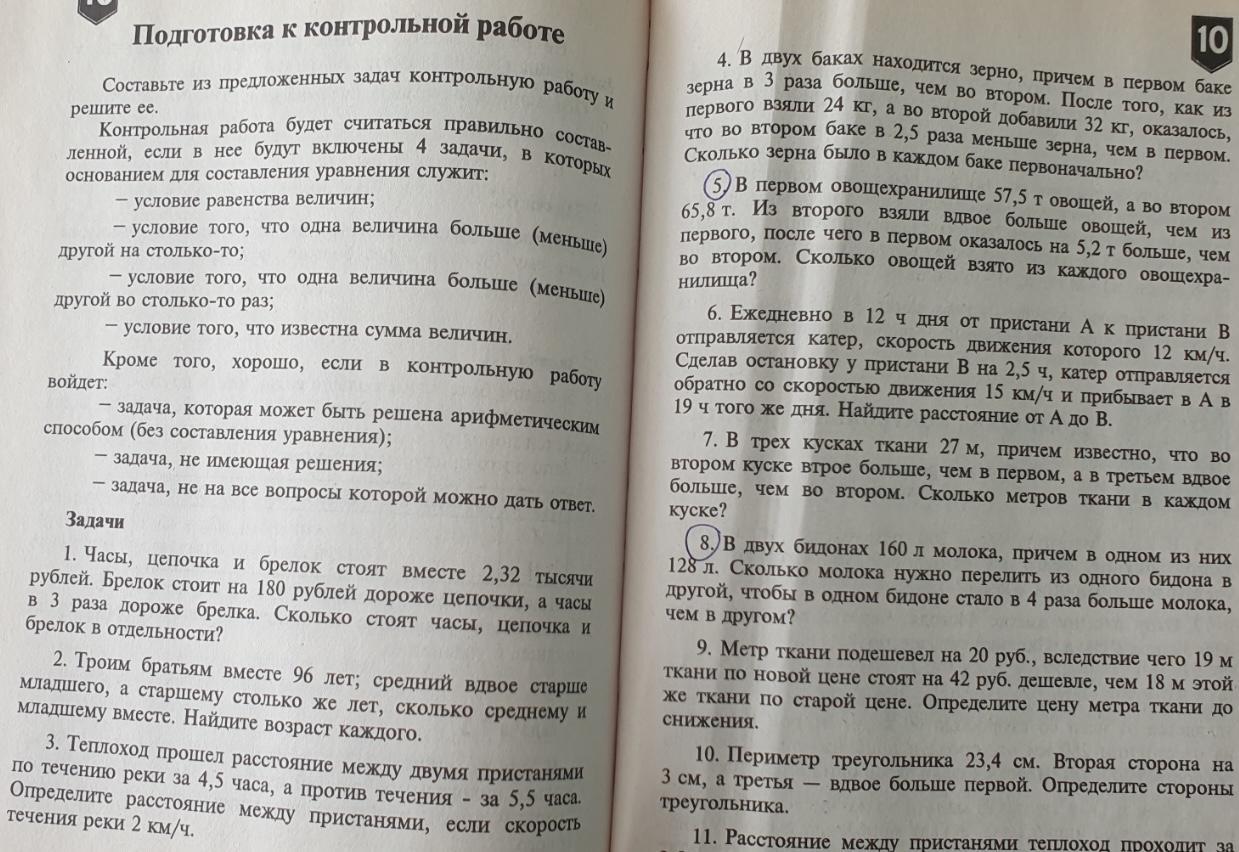 Подготовка к контрольной работе
Составьте из предложенных задач контрольную работу и
решите ее.
Контрольная работа будет считаться правильно состав-
ленной, если в нее будут включены 4 задачи, в которых
основанием для составления уравнения служит:
– условие равенства величин;
– условие того, что одна величина больше (меньше)
другой на столько-то;
– условие того, что одна величина больше (меньше)
другой во столько-то раз;
– условие того, что известна сумма величин.
Кроме того, хорошо, если в контрольную работу
войдет:
– задача, которая может быть решена арифметическим
способом (без составления уравнения);
– задача, не имеющая решения;
– задача, не на все вопросы которой можно дать ответ.
Задачи
1. Часы, цепочка и брелок стоят вместе 2,32 тысячи
рублей. Брелок стоит на 180 рублей дороже цепочки, а часы
в 3 раза дороже брелка. Сколько стоят часы, цепочка и
брелок в отдельности?
2. Троим братьям вместе 96 лет; средний вдвое старше
младшего, а старшему столько же лет, сколько среднему и
младшему вместе. Найдите возраст каждого.
3. Теплоход прошел расстояние между двумя пристанями
по течению реки за 4,5 часа, а против течения - за 5,5 часа.
Определите расстояние между пристанями, если скорость
течения реки 2 км/ч.
10
4. В двух баках находится зерно, причем в первом баке
зерна в 3 раза больше, чем во втором. После того, как из
первого взяли 24 кг, а во второй добавили 32 кг, оказалось,
что во втором баке в 2,5 раза меньше зерна, чем в первом.
Сколько зерна было в каждом баке первоначально?
5. В первом овощехранилище 57,5 т овощей, а во втором
65,8 т. Из второго взяли вдвое больше овощей, чем из
первого, после чего в первом оказалось на 5,2 т больше, чем
во втором. Сколько овощей взято из каждого овощехра-
нилища?
6. Ежедневно в 12 ч дня от пристани А к пристани В
отправляется катер, скорость движения которого 12 км/ч.
Сделав остановку у пристани В на 2,5 ч, катер отправляется
обратно со скоростью движения 15 км/ч и прибывает в А в
19 ч того же дня. Найдите расстояние от А до В.
7. В трех кусках ткани 27 м, причем известно, что во
втором куске втрое больше, чем в первом, а в третьем вдвое
больше, чем во втором. Сколько метров ткани в каждом
куске?
8. В двух бидонах 160 л молока, причем в одном из них
128 л. Сколько молока нужно перелить из одного бидона в
другой, чтобы в одном бидоне стало в 4 раза больше молока,
чем в другом?
9. Метр ткани подешевел на 20 руб., вследствие чего 19 м
ткани по новой цене стоят на 42 руб. дешевле, чем 18 м этой
же ткани по старой цене. Определите цену метра ткани до
снижения.
10. Периметр треугольника 23,4 см. Вторая сторона на
3 см, а третья — вдвое больше первой. Определите стороны
треугольника.
11. Расстояние между пристанями теплоход проходит за